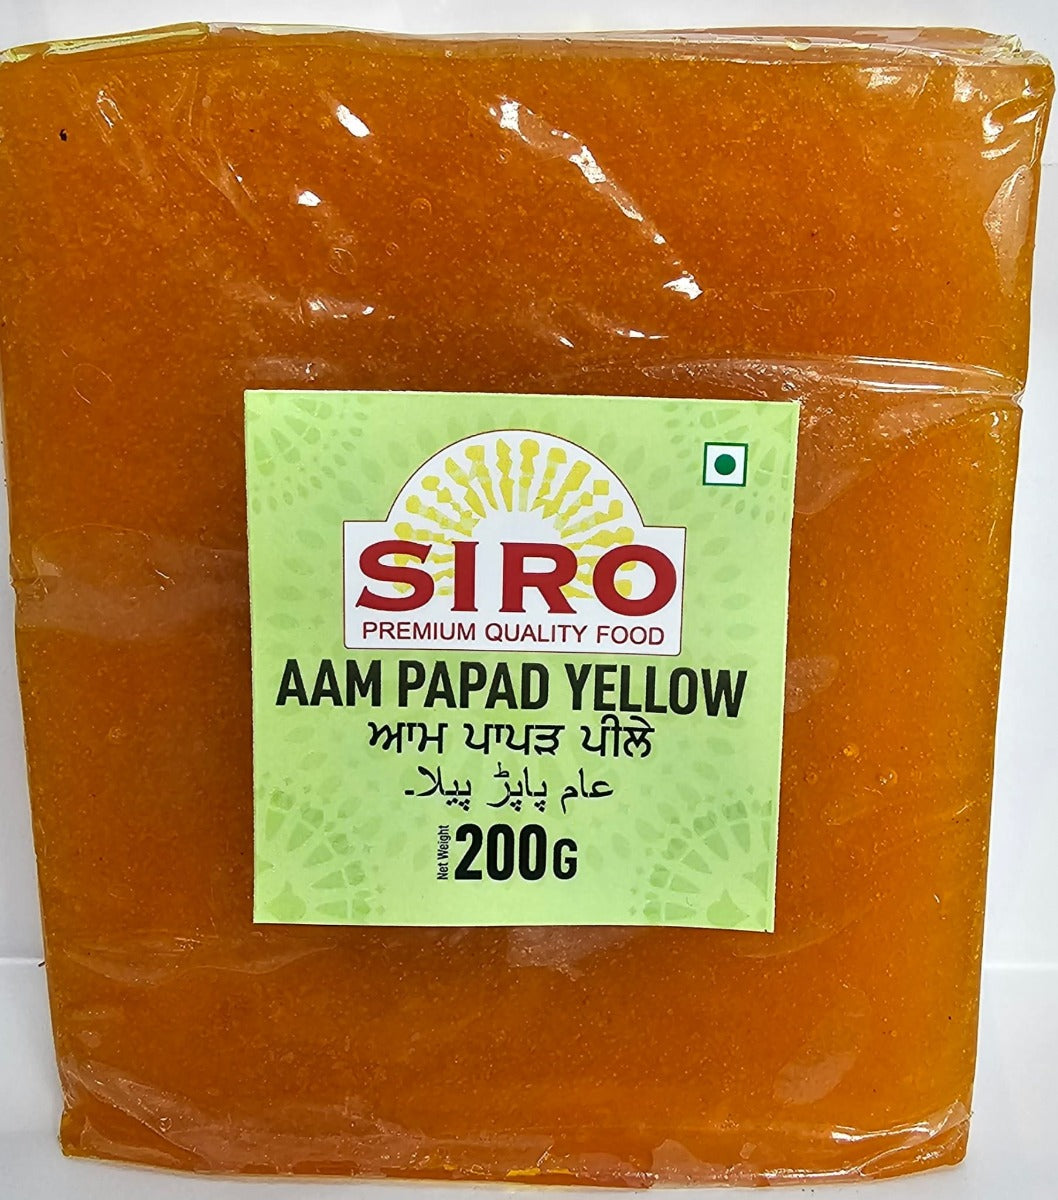 SIRO
PREMIUM QUALITY FOOD
AAM PAPAD YELLOW
ਆਮ ਪਾਪੜ ਪੀਲੇ
عام پاپڑ پیلا۔
Net Weight 200G